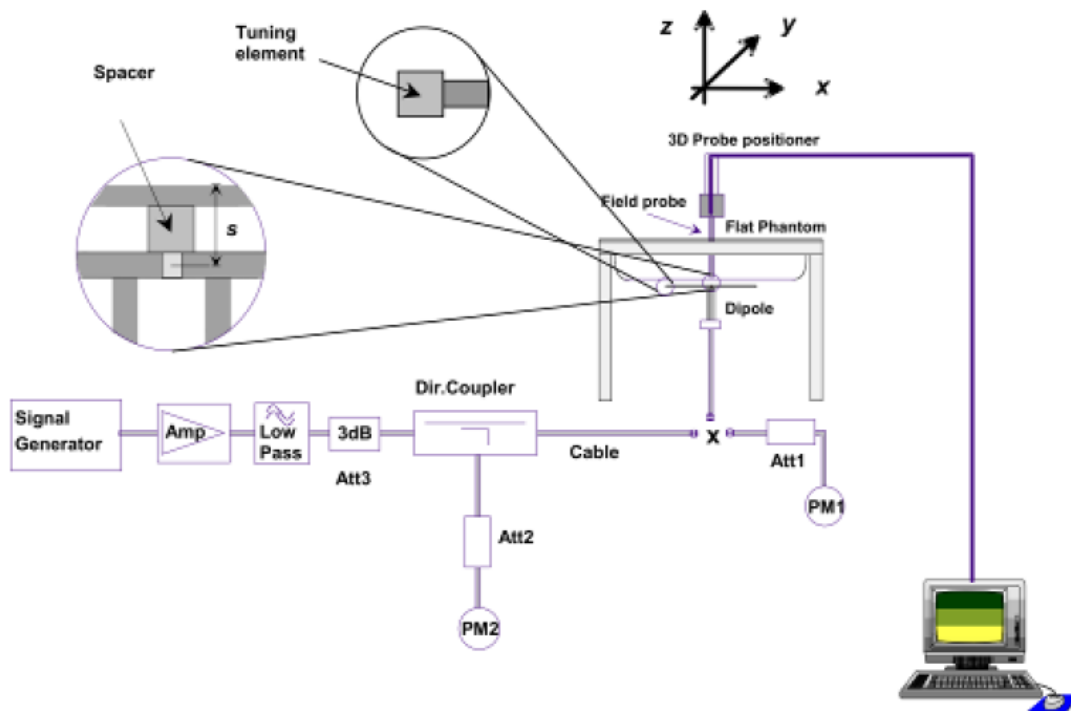 Tuning
element
Spacer
z
y
x
3D Probe positioner
Field probe
Flat Phantom
s
Dipole
Dir.Coupler
Signal
Generator
Amp
Low
Pass
3dB
Att3
Cable
x
Att1
PM1
Att2
PM2